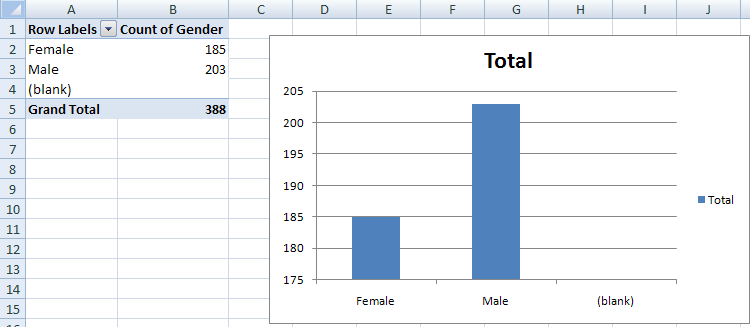 A B C D E F G H I J
1 Row Labels Count of Gender
2 Female 185
3 Male 203
4 (blank)
5 Grand Total 388
6
7
8
9
10
11
12
13
14
15
Total
205
200
195
190
185
180
175
Female Male (blank)
Total